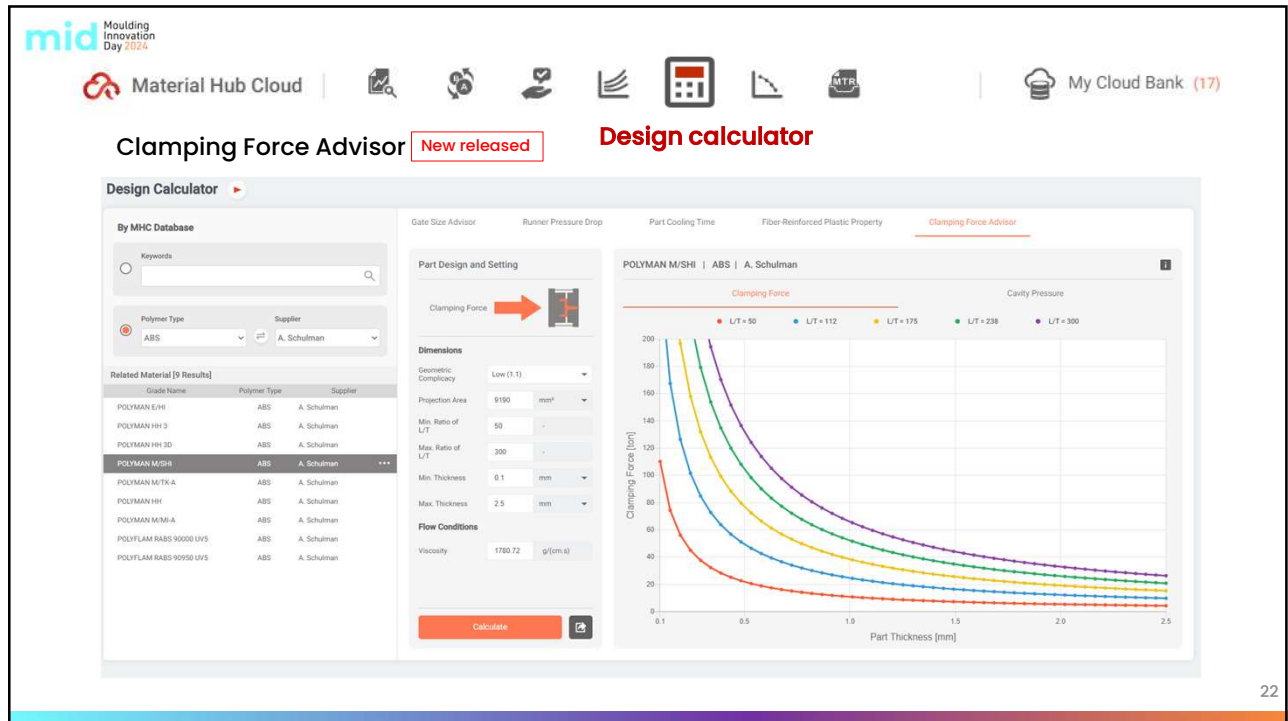 mid Moulding
Innovation
Day 2024
Material Hub Cloud
MTR
My Cloud Bank (17)
Clamping Force Advisor New released
Design calculator
Design Calculator
By MHC Database
Keywords
Polymer Type Supplier
ABS A. Schulman
Related Material [9 Results]
Grade Name Polymer Type Supplier
POLYMAN E/HI ABS A. Schulman
POLYMAN HH 3 ABS A. Schulman
POLYMAN HH 3D ABS A. Schulman
POLYMAN M/SHI ABS A. Schulman •••
POLYMAN M/TK-A ABS A. Schulman
POLYMAN HH ABS A. Schulman
POLYMAN M/MI-A ABS A. Schulman
POLYFLAM RABS 90000 UV5 ABS A. Schulman
POLYFLAM RABS 90950 UV5 ABS A. Schulman
Gate Size Advisor Runner Pressure Drop Part Cooling Time Fiber-Reinforced Plastic Property Clamping Force Advisor
Part Design and Setting
Clamping Force
Dimensions
Geometric
Complicacy Low (1.1)
Projection Area 9190 mm²
Min. Ratio of
L/T 50 -
Max. Ratio of
L/T 300 -
Min. Thickness 0.1 mm
Max. Thickness 2.5 mm
Flow Conditions
Viscosity 1780.72 g/(cm.s)
Calculate
POLYMAN M/SHI | ABS | A. Schulman
i
Clamping Force Cavity Pressure
L/T = 50 L/T = 112 L/T = 175 L/T = 238 L/T = 300
Clamping Force [ton]
200
180
160
140
120
100
80
60
40
20
0
0.1 0.5 1.0 1.5 2.0 2.5
Part Thickness [mm]
22